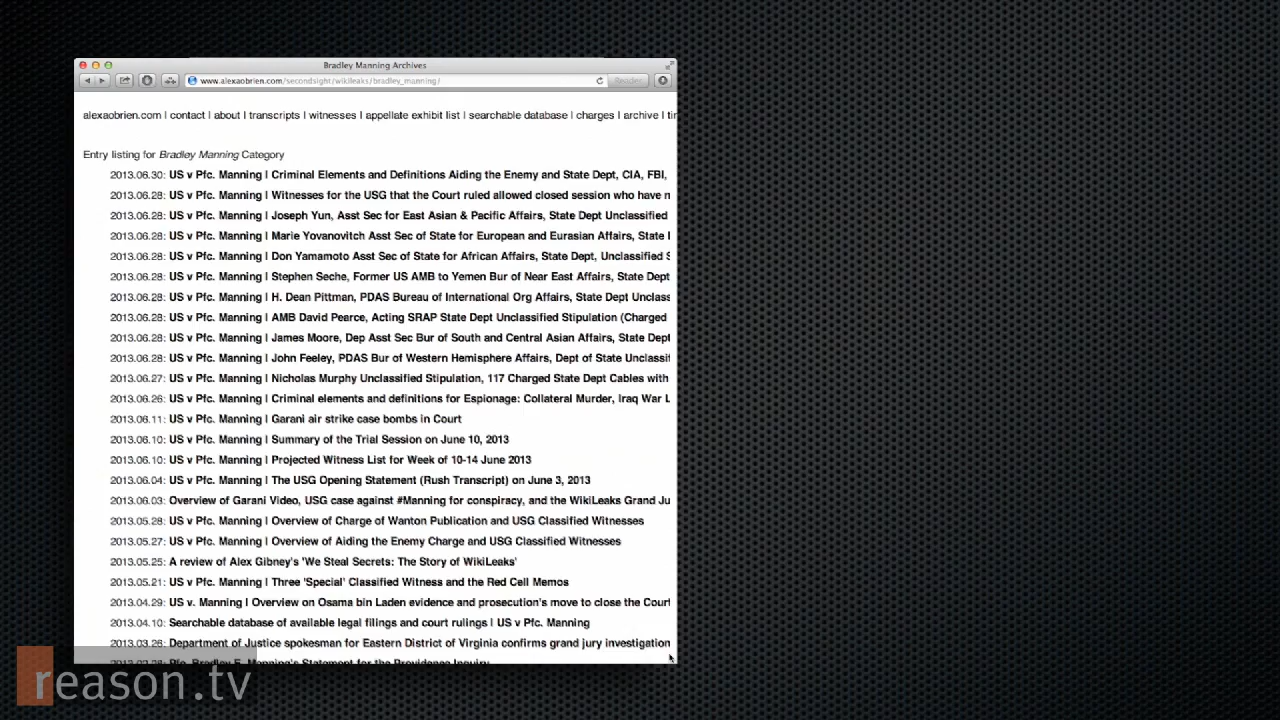 Bradley Manning Archives
www.alexaobrien.com/secondsight/wikileaks/bradley_manning/
Reader
alexaobrien.com | contact | about | transcripts | witnesses | appellate exhibit list | searchable database | charges | archive | tir
Entry listing for Bradley Manning Category
2013.06.30: US v Pfc. Manning | Criminal Elements and Definitions Aiding the Enemy and State Dept, CIA, FBI,
2013.06.28: US v Pfc. Manning | Witnesses for the USG that the Court ruled allowed closed session who have n
2013.06.28: US v Pfc. Manning | Joseph Yun, Asst Sec for East Asian & Pacific Affairs, State Dept Unclassified
2013.06.28: US v Pfc. Manning | Marie Yovanovitch Asst Sec of State for European and Eurasian Affairs, State
2013.06.28: US v Pfc. Manning | Don Yamamoto Asst Sec of State for African Affairs, State Dept, Unclassified S
2013.06.28: US v Pfc. Manning | Stephen Seche, Former US AMB to Yemen Bur of Near East Affairs, State Dept
2013.06.28: US v Pfc. Manning | H. Dean Pittman, PDAS Bureau of International Org Affairs, State Dept Unclass
2013.06.28: US v Pfc. Manning | AMB David Pearce, Acting SRAP State Dept Unclassified Stipulation (Charged
2013.06.28: US v Pfc. Manning | James Moore, Dep Asst Sec Bur of South and Central Asian Affairs, State Dept
2013.06.28: US v Pfc. Manning | John Feeley, PDAS Bur of Western Hemisphere Affairs, Dept of State Unclassif
2013.06.27: US v Pfc. Manning | Nicholas Murphy Unclassified Stipulation, 117 Charged State Dept Cables with
2013.06.26: US v Pfc. Manning | Criminal elements and definitions for Espionage: Collateral Murder, Iraq War L
2013.06.11: US v Pfc. Manning | Garani air strike case bombs in Court
2013.06.10: US v Pfc. Manning | Summary of the Trial Session on June 10, 2013
2013.06.10: US v Pfc. Manning | Projected Witness List for Week of 10-14 June 2013
2013.06.04: US v Pfc. Manning | The USG Opening Statement (Rush Transcript) on June 3, 2013
2013.06.03: Overview of Garani Video, USG case against #Manning for conspiracy, and the WikiLeaks Grand Ju
2013.05.28: US v Pfc. Manning | Overview of Charge of Wanton Publication and USG Classified Witnesses
2013.05.27: US v Pfc. Manning | Overview of Aiding the Enemy Charge and USG Classified Witnesses
2013.05.25: A review of Alex Gibney's 'We Steal Secrets: The Story of WikiLeaks'
2013.05.21: US v Pfc. Manning | Three 'Special' Classified Witness and the Red Cell Memos
2013.04.29: US v. Manning | Overview on Osama bin Laden evidence and prosecution's move to close the Court
2013.04.10: Searchable database of available legal filings and court rulings | US v Pfc. Manning
2013.03.26: Department of Justice spokesman for Eastern District of Virginia confirms grand jury investigation
Pfc. Bradley E. Manning's Statement for the Providence Inquiry
reason.tv